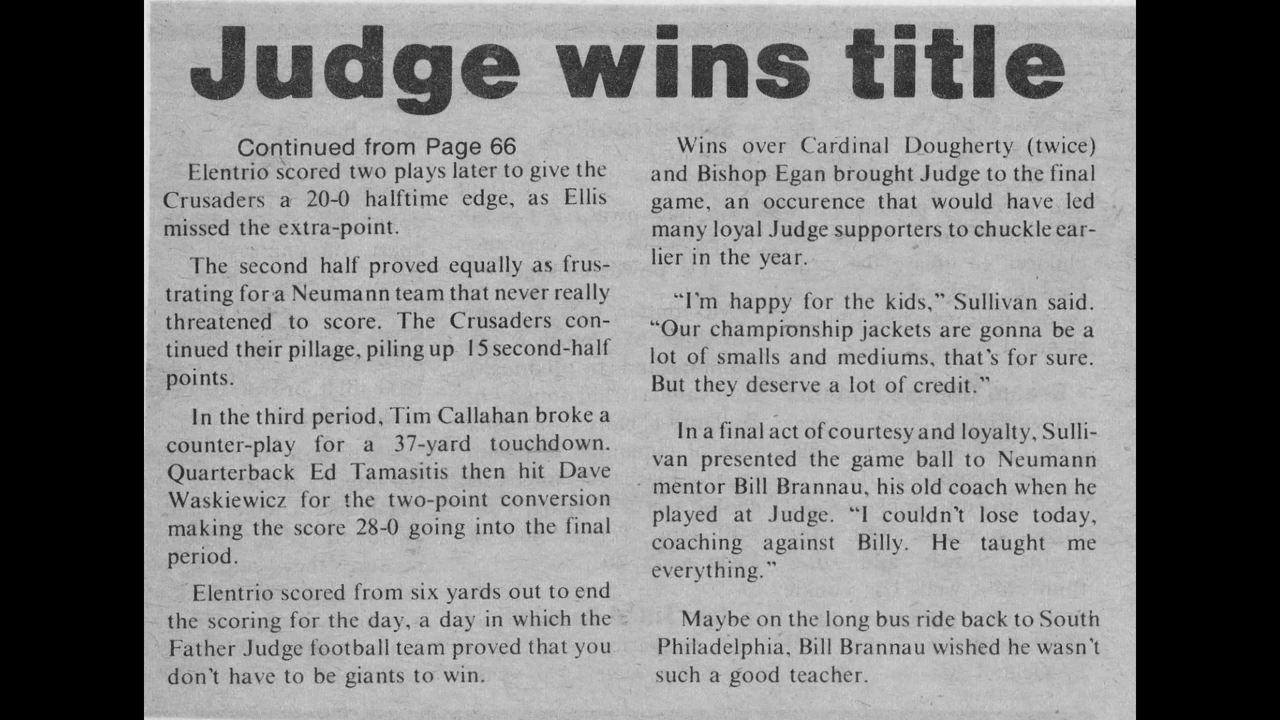 Judge wins title
Continued from Page 66
Elentrio scored two plays later to give the
Crusaders a 20-0 halftime edge, as Ellis
missed the extra-point.
The second half proved equally as frus-
trating for a Neumann team that never really
threatened to score. The Crusaders con-
tinued their pillage, piling up 15 second-half
points.
In the third period, Tim Callahan broke a
counter-play for a 37-yard touchdown.
Quarterback Ed Tamasitis then hit Dave
Waskiewicz for the two-point conversion
making the score 28-0 going into the final
period.
Elentrio scored from six yards out to end
the scoring for the day, a day in which the
Father Judge football team proved that you
don't have to be giants to win.
Wins over Cardinal Dougherty (twice)
and Bishop Egan brought Judge to the final
game, an occurence that would have led
many loyal Judge supporters to chuckle ear-
lier in the year.
"I'm happy for the kids," Sullivan said.
"Our championship jackets are gonna be a
lot of smalls and mediums, that's for sure.
But they deserve a lot of credit."
In a final act of courtesy and loyalty, Sulli-
van presented the game ball to Neumann
mentor Bill Brannau, his old coach when he
played at Judge. "I couldn't lose today,
coaching against Billy. He taught me
everything."
Maybe on the long bus ride back to South
Philadelphia, Bill Brannau wished he wasn't
such a good teacher.